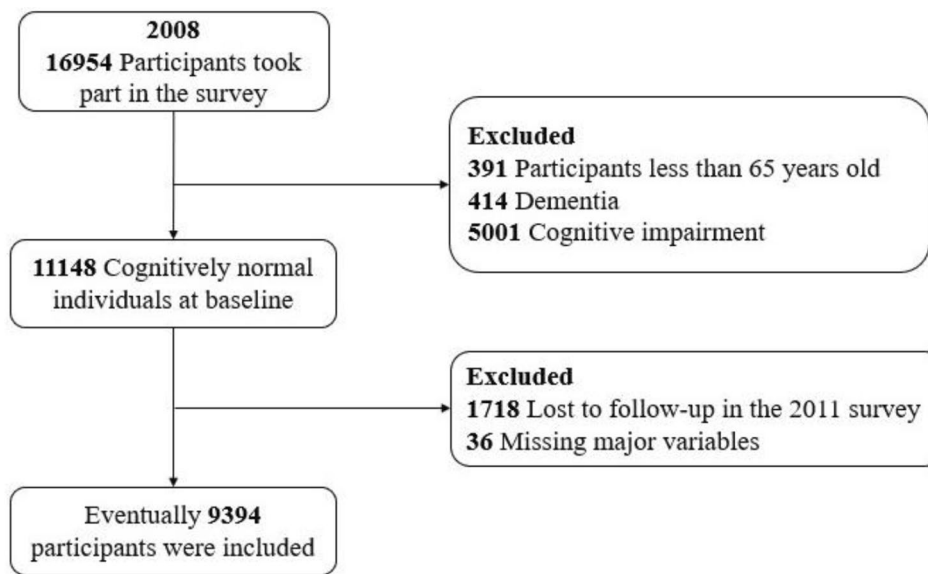 2008
16954 Participants took
part in the survey
Excluded
391 Participants less than 65 years old
414 Dementia
5001 Cognitive impairment
11148 Cognitively normal
individuals at baseline
Excluded
1718 Lost to follow-up in the 2011 survey
36 Missing major variables
Eventually 9394
participants were included